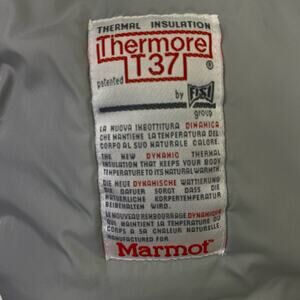 THERMAL INSULATION
Thermore
T37 ®
patented
by FISI
group
LA NUOVA IMBOTTITURA DINAMICA
CHE MANTIENE LA TEMPERATURA DEL
CORPO AL SUO NATURALE CALORE.
THE NEW DYNAMIC THERMAL
INSULATION THAT KEEPS YOUR BODY
TEMPERATURE TO ITS NATURAL WARMTH.
DIE NEUE DYNAMISCHE WATTIERUNG
DIE DAFUER SORGT DASS DIE
NATUERLICHE KÖRPERTEMPERATUR
BEIBEHALTEN WIRD.
LE NOUVEAU REMBOURRAGE DYNAMIQUE
QUI MAINTIENT LA TEMPERATURE DU
CORPS A SA CHALEUR NATURELLE.
MANUFACTURED FOR
Marmot